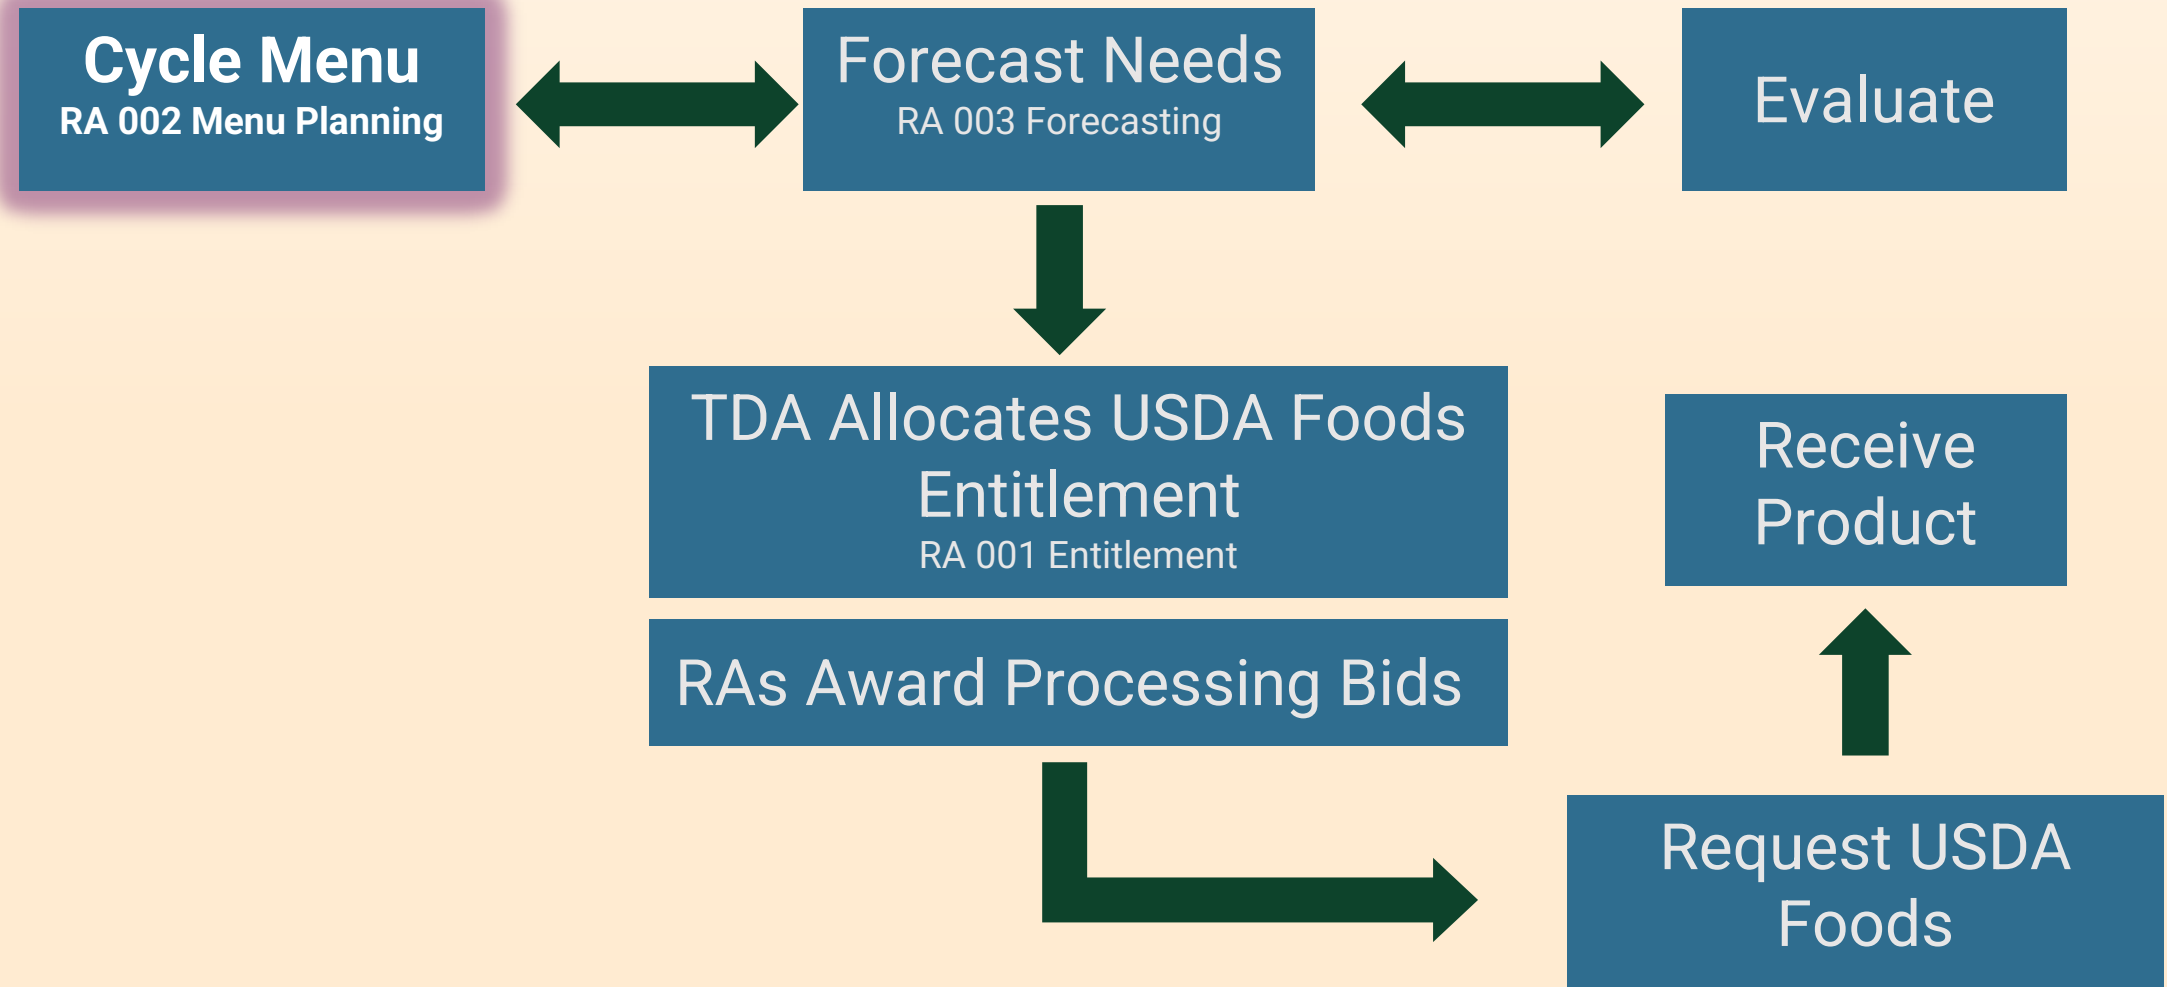 Cycle Menu
RA 002 Menu Planning
Forecast Needs
RA 003 Forecasting
Evaluate
TDA Allocates USDA Foods
Entitlement
RA 001 Entitlement
RAs Award Processing Bids
Receive
Product
Request USDA
Foods